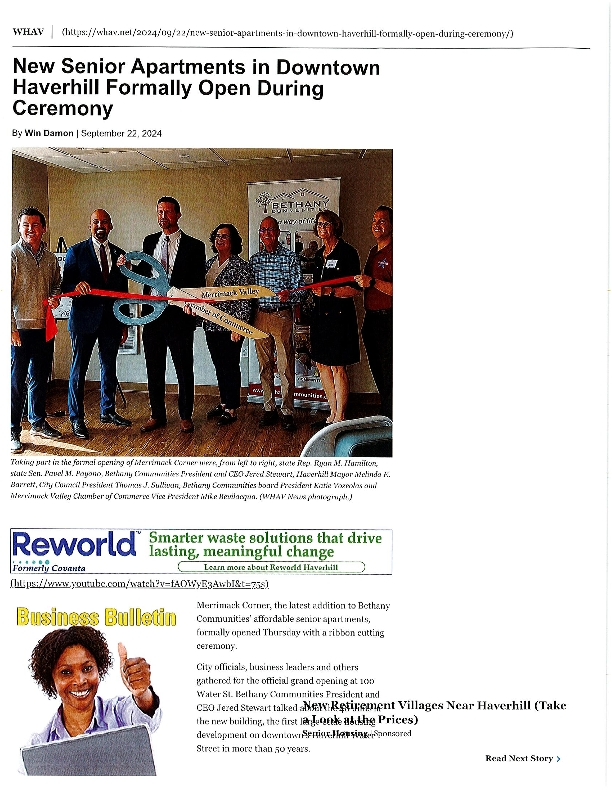 WHAV | (https://whav.net/2024/09/22/new-senior-apartments-in-downtown-haverhill-formally-open-during-ceremony/)
New Senior Apartments in Downtown
Haverhill Formally Open During
Ceremony
By Win Damon | September 22, 2024
BETHANY
COMMUNITIES
Merrimack Valley
Chamber of Commerce
Taking part in the formal opening of Merrimack Corner were, from left to right, state Rep. Ryan M. Hamilton,
state Sen. Pavel M. Payano, Bethany Communities President and CEO Jered Stewart, Haverhill Mayor Melinda E.
Barrett, City Council President Thomas J. Sullivan, Bethany Communities board President Katie Vozeolas and
Merrimack Valley Chamber of Commerce Vice President Mike Bevilacqua. (WHAV News photograph.)
Reworld™
Formerly Covanta
Smarter waste solutions that drive
lasting, meaningful change
Learn more about Reworld Haverhill
(https://www.youtube.com/watch?v=fAOWyE3AwbI&t=75s)
Business Bulletin
Merrimack Corner, the latest addition to Bethany
Communities' affordable senior apartments,
formally opened Thursday with a ribbon cutting
ceremony.
City officials, business leaders and others
gathered for the official grand opening at 100
Water St. Bethany Communities President and
CEO Jered Stewart talked
the new building, the first
development on downtown
Street in more than 50 years.
New Retirement Villages Near Haverhill (Take
a Look at the Prices)
Senior Housing Sponsored
Read Next Story ›